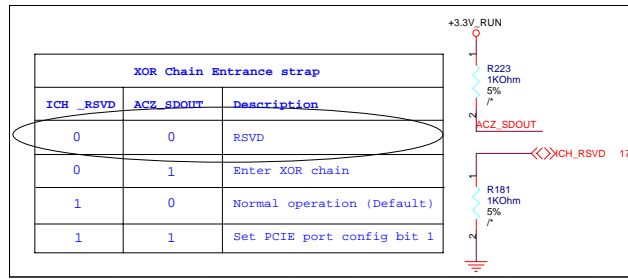 XOR Chain Entrance strap
ICH _RSVD ACZ_SDOUT Description
0 0 RSVD
0 1 Enter XOR chain
1 0 Normal operation (Default)
1 1 Set PCIE port config bit 1
+3.3V_RUN
1
R223
1KOhm
5%
/*
2
ACZ_SDOUT
ICH_RSVD 17
1
R181
1KOhm
5%
/*
2